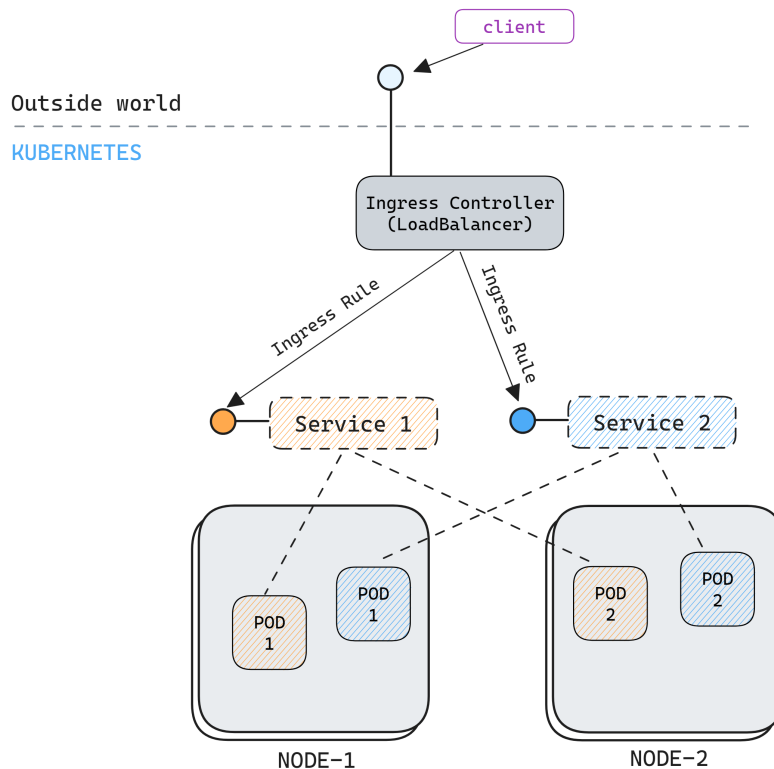 client
Outside world
KUBERNETES
Ingress Controller
(LoadBalancer)
Ingress Rule
Ingress Rule
Service 1
Service 2
POD
1
POD
1
POD
2
POD
2
NODE-1
NODE-2